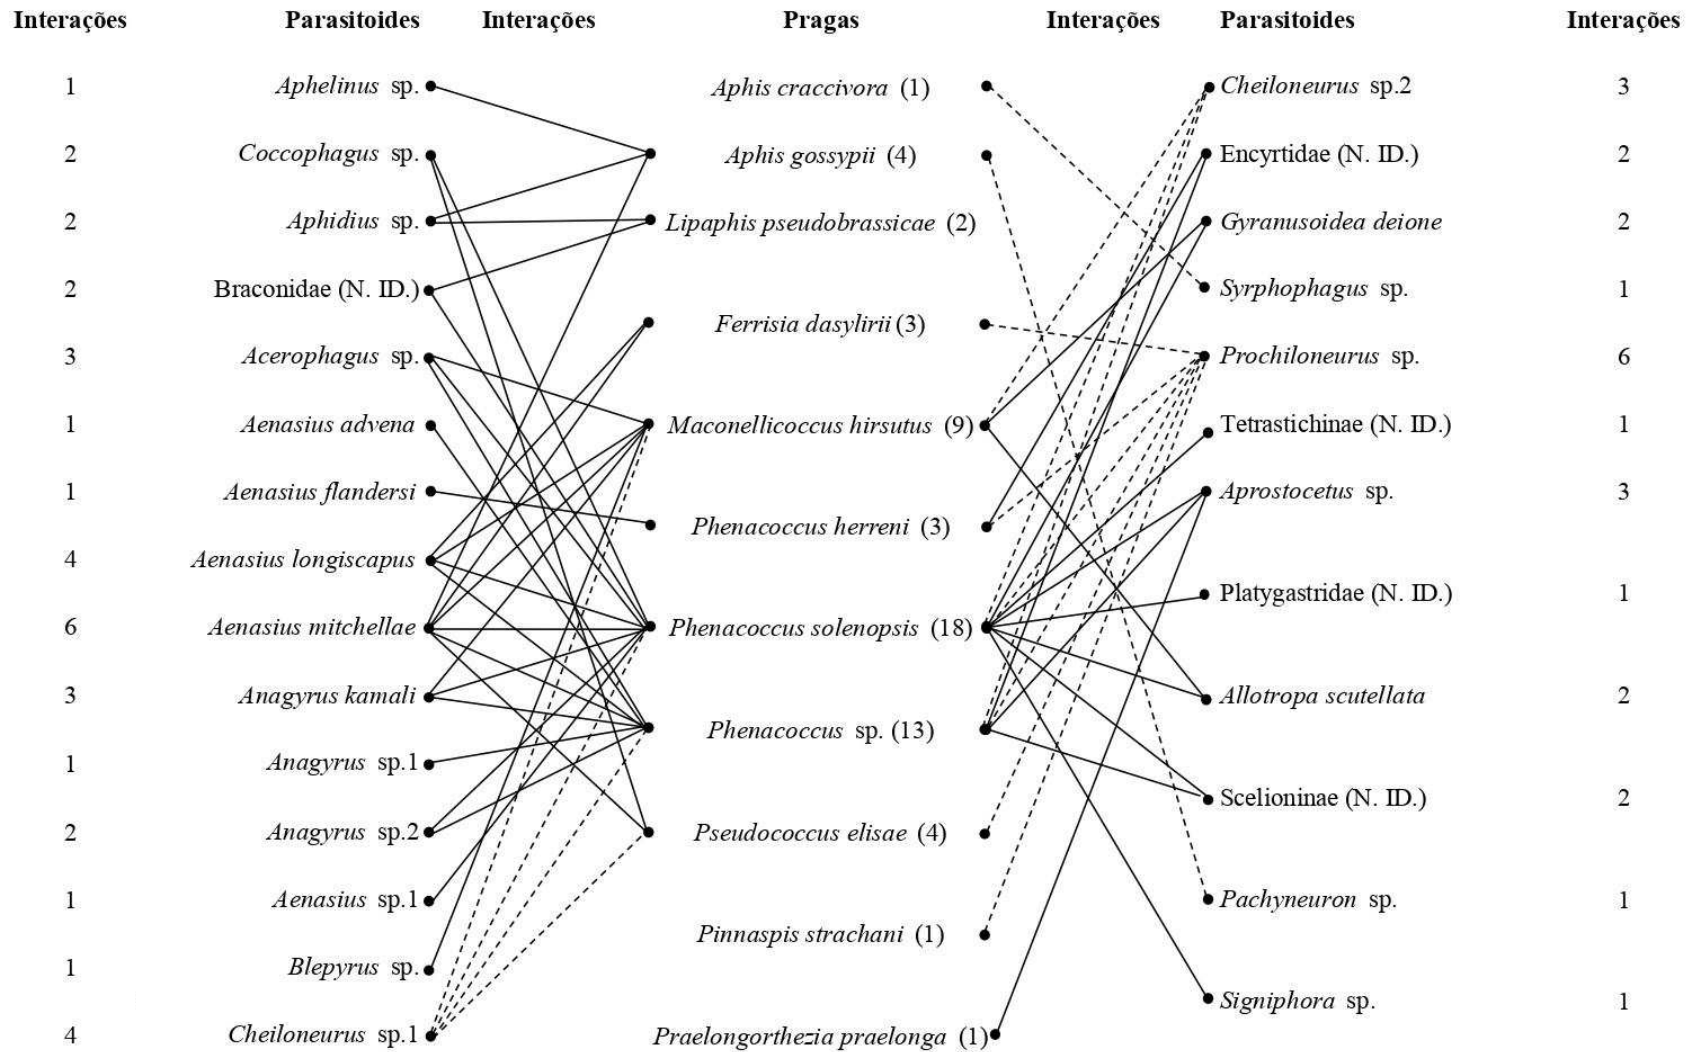 Interações Parasitoides Interações Pragas Interações Parasitoides Interações
1 Aphelinus sp. Aphis craccivora (1) Cheiloneurus sp.2 3
2 Coccophagus sp. Aphis gossypii (4) Encyrtidae (N. ID.) 2
2 Aphidius sp. Lipaphis pseudobrassicae (2) Gyranusoidea deione 2
2 Braconidae (N. ID.) Syrphophagus sp. 1
Ferrisia dasylirii (3)
3 Acerophagus sp. Prochiloneurus sp. 6
1 Aenasius advena Maconellicoccus hirsutus (9) Tetrastichinae (N. ID.) 1
1 Aenasius flandersi Aprostocetus sp. 3
Phenacoccus herreni (3)
4 Aenasius longiscapus
Platygastridae (N. ID.) 1
6 Aenasius mitchellae Phenacoccus solenopsis (18)
3 Anagyrus kamali Allotropa scutellata 2
Phenacoccus sp. (13)
1 Anagyrus sp.1
Scelioninae (N. ID.) 2
2 Anagyrus sp.2 Pseudococcus elisae (4)
1 Aenasius sp.1 Pachyneuron sp. 1
Pinnaspis strachani (1)
1 Blepyrus sp.
Signiphora sp. 1
4 Cheiloneurus sp.1 Praelongorthezia praelonga (1)